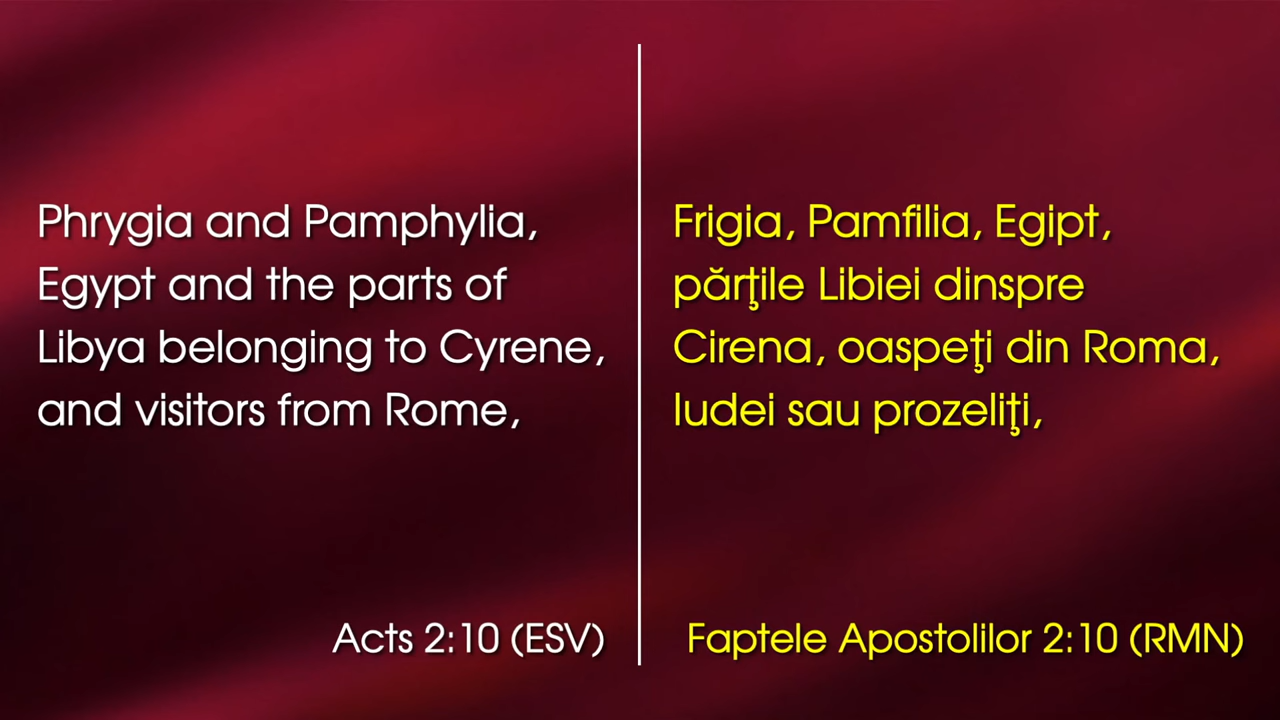 Phrygia and Pamphylia,
Egypt and the parts of
Libya belonging to Cyrene,
and visitors from Rome,
Acts 2:10 (ESV)
Frigia, Pamfilia, Egipt,
părţile Libiei dinspre
Cirena, oaspeţi din Roma,
Iudei sau prozeliţi,
Faptele Apostolilor 2:10 (RMN)